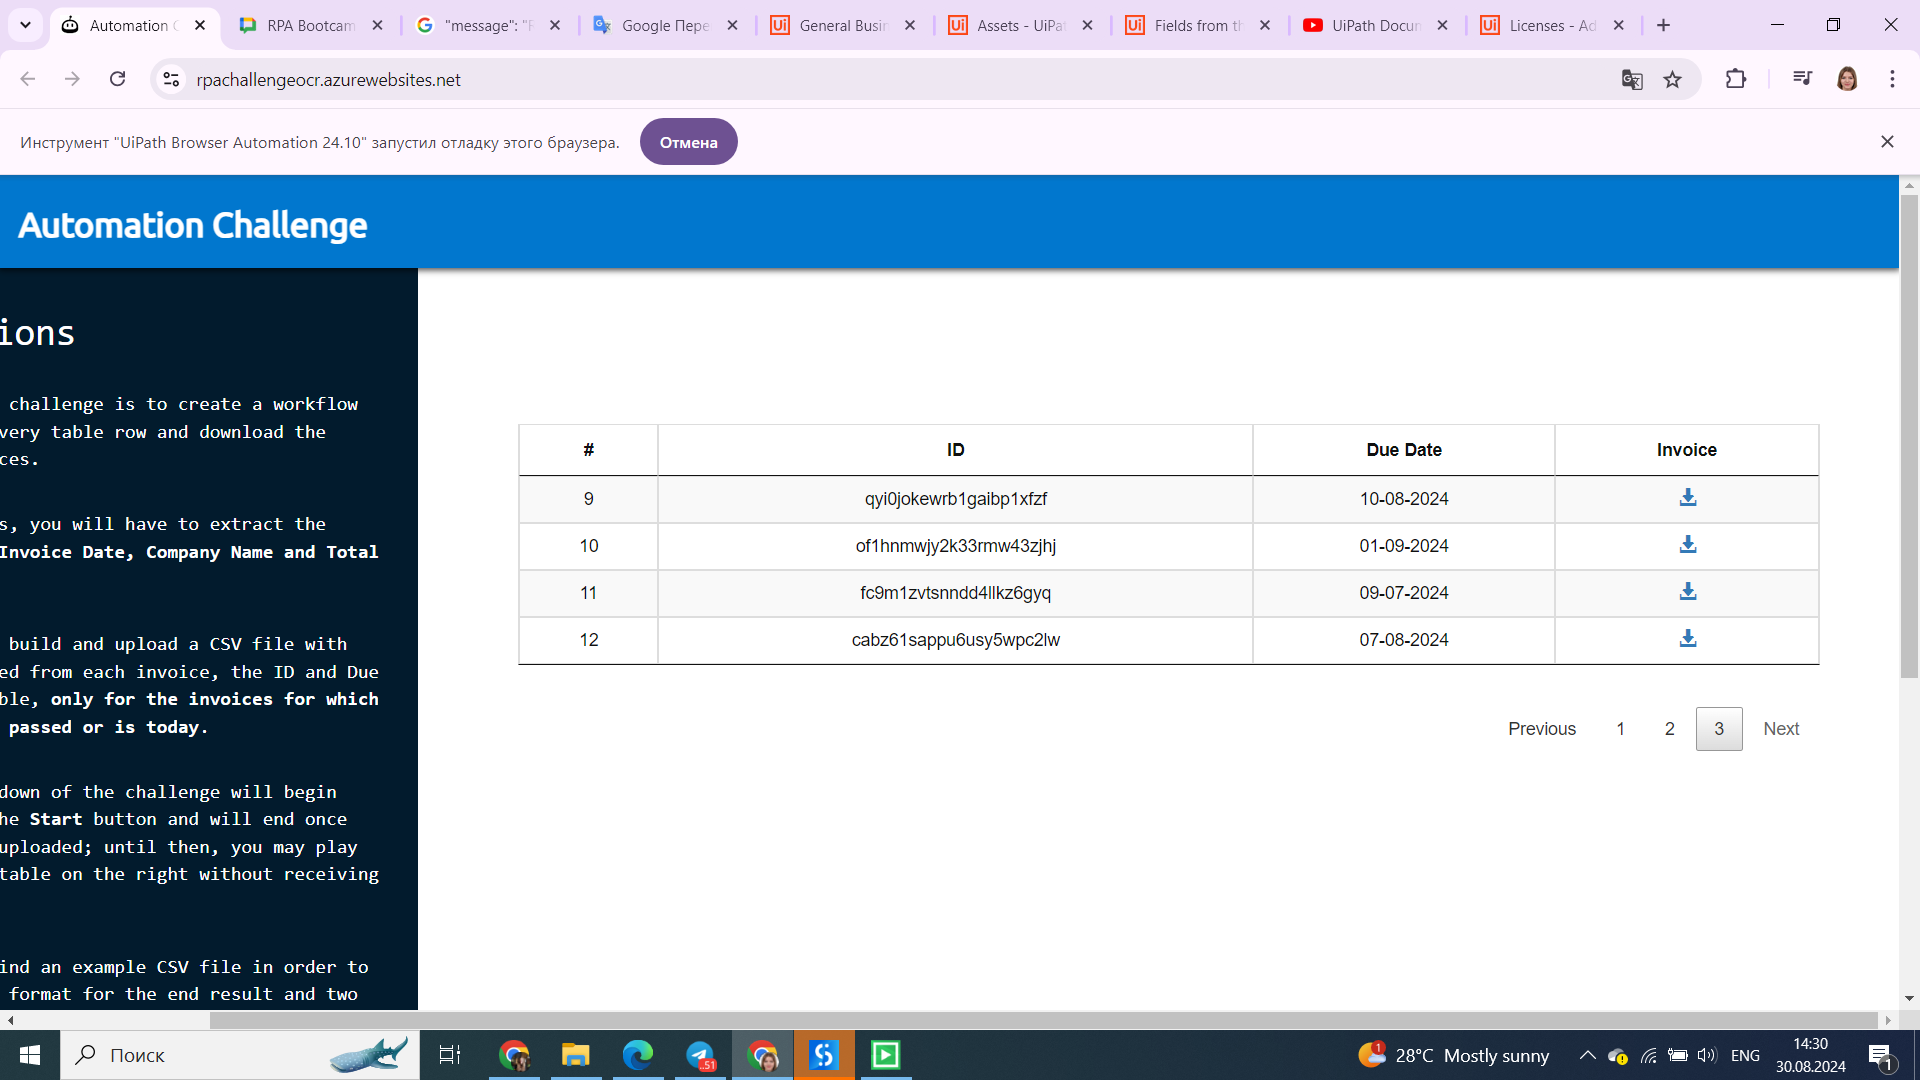 Automation C
RPA Bootcam
"message": "F
Google Пере
General Busin
Assets - UiPat
Fields from th
UiPath Docun
Licenses - Ad
rpachallengeocr.azurewebsites.net
Инструмент "UiPath Browser Automation 24.10" запустил отладку этого браузера.
Отмена
Automation Challenge
ions
challenge is to create a workflow
very table row and download the
ces.
s, you will have to extract the
Invoice Date, Company Name and Total
build and upload a CSV file with
ed from each invoice, the ID and Due
ble, only for the invoices for which
passed or is today.
down of the challenge will begin
he Start button and will end once
uploaded; until then, you may play
table on the right without receiving
ind an example CSV file in order to
format for the end result and two
# ID Due Date Invoice
9 qyi0jokewrb1gaibp1xfzf 10-08-2024
10 of1hnmwjy2k33rmw43zjhj 01-09-2024
11 fc9m1zvtsnndd4llkz6gyq 09-07-2024
12 cabz61sappu6usy5wpc2lw 07-08-2024
Previous 1 2 3 Next
Поиск
..51
1
28°C Mostly sunny
ENG
14:30
30.08.2024
1